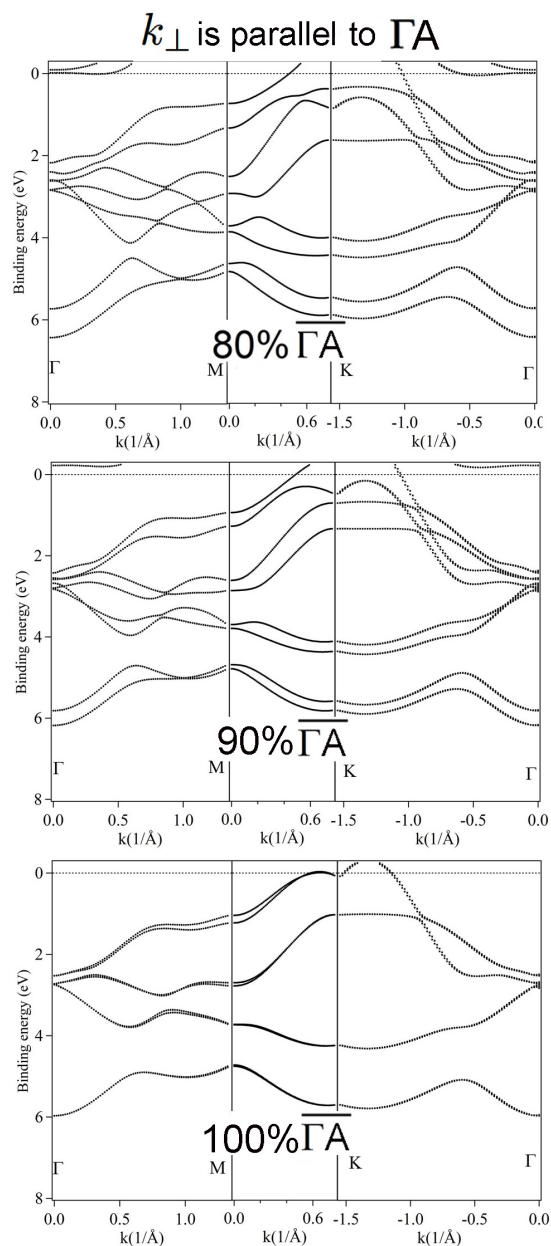 k⊥ is parallel to ΓA
0
2
4
6
8
Binding energy (eV)
80% ΓA
Γ M K Γ
0.0 0.5 1.0 0.0 0.6 -1.5 -1.0 -0.5 0.0
k(1/Å) k(1/Å) k(1/Å)
0
2
4
6
8
Binding energy (eV)
90% ΓA
Γ M K Γ
0.0 0.5 1.0 0.0 0.6 -1.5 -1.0 -0.5 0.0
k(1/Å) k(1/Å) k(1/Å)
0
2
4
6
8
Binding energy (eV)
100% ΓA
Γ M K Γ
0.0 0.5 1.0 0.0 0.6 -1.5 -1.0 -0.5 0.0
k(1/Å) k(1/Å) k(1/Å)